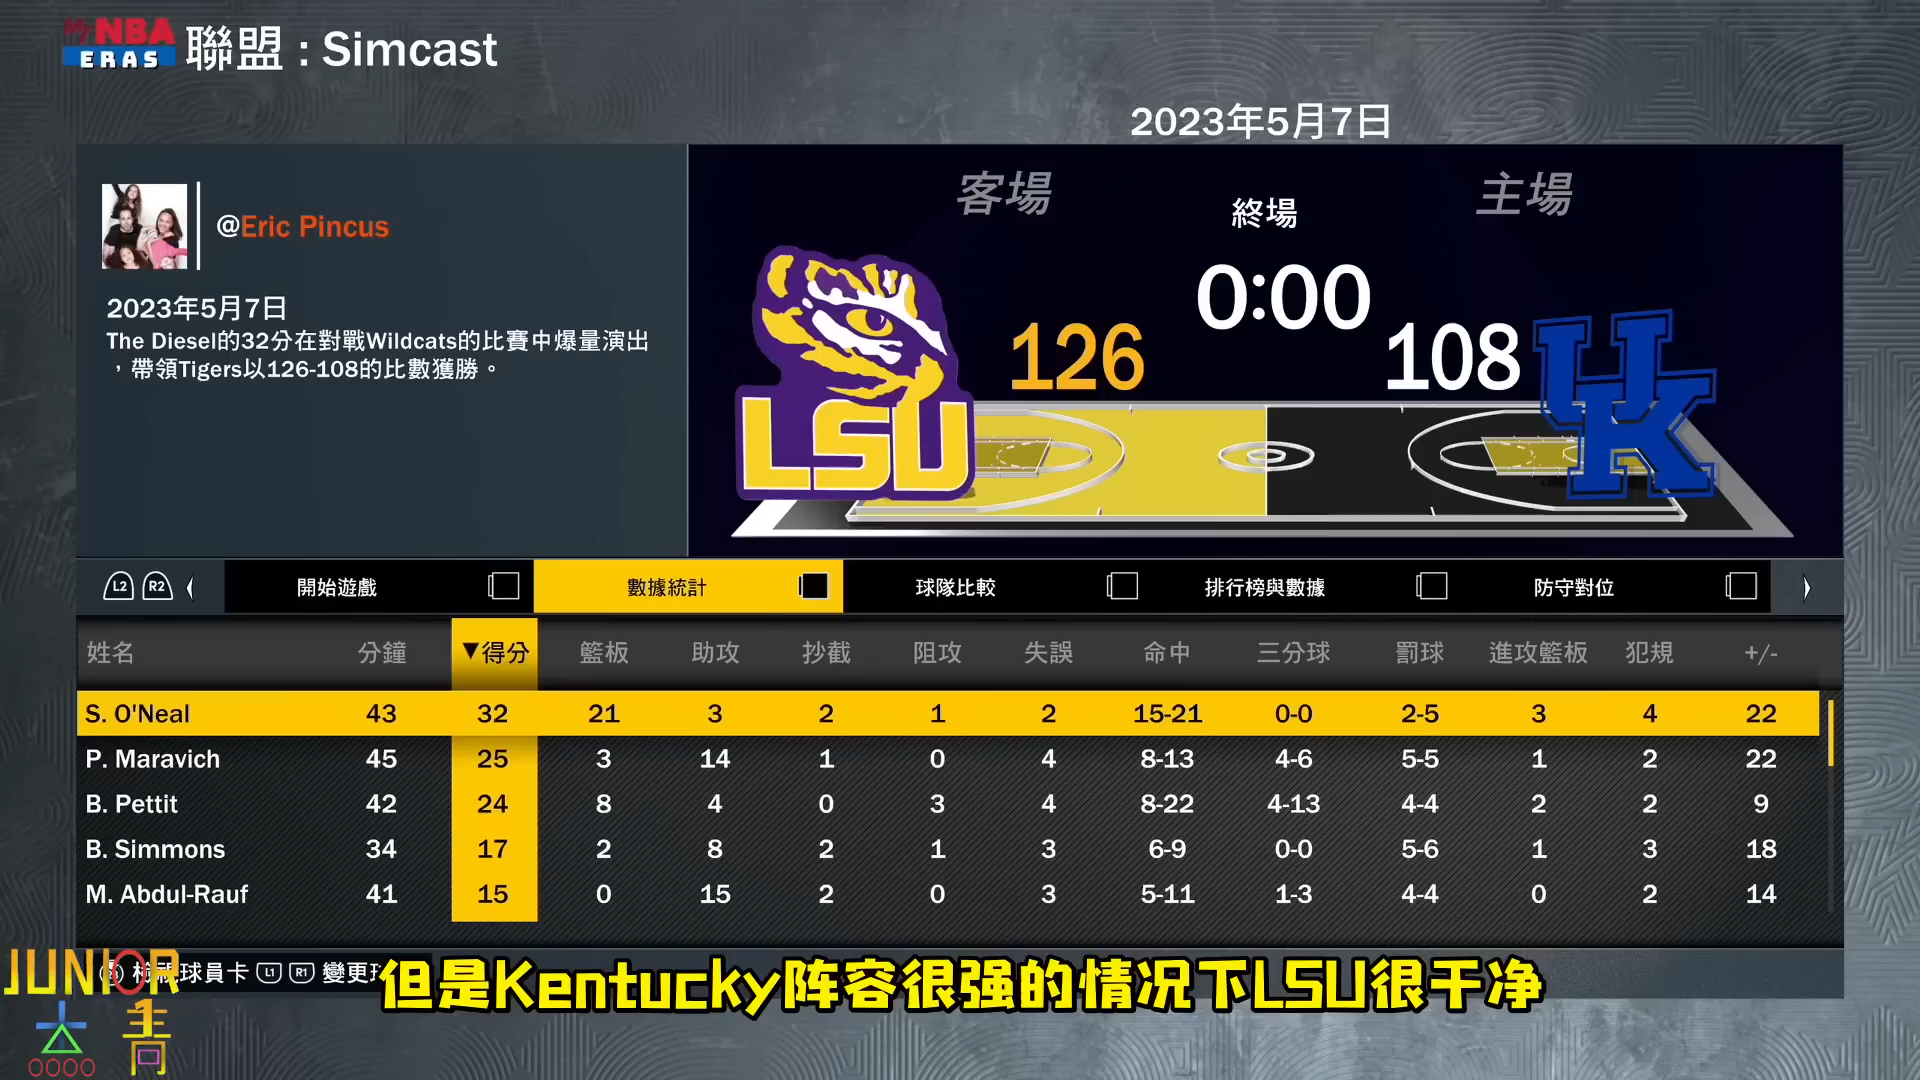 MyNBA
ERAS
聯盟 : Simcast
2023年5月7日
@Eric Pincus
2023年5月7日
The Diesel的32分在對戰Wildcats的比賽中爆量演出
，帶領Tigers以126-108的比數獲勝。
客場
終場
主場
0:00
126
108
LSU
UK
L2 R2 開始遊戲 數據統計 球隊比較 排行榜與數據 防守對位
姓名 分鐘 ▼得分 籃板 助攻 抄截 阻攻 失誤 命中 三分球 罰球 進攻籃板 犯規 +/-
S. O'Neal 43 32 21 3 2 1 2 15-21 0-0 2-5 3 4 22
P. Maravich 45 25 3 14 1 0 4 8-13 4-6 5-5 1 2 22
B. Pettit 42 24 8 4 0 3 4 8-22 4-13 4-4 2 2 9
B. Simmons 34 17 2 8 2 1 3 6-9 0-0 5-6 1 3 18
M. Abdul-Rauf 41 15 0 15 2 0 3 5-11 1-3 4-4 0 2 14
球員卡 L1 R1 變更
但是Kentucky阵容很强的情况下LSU很干净
JUNIOR
大青